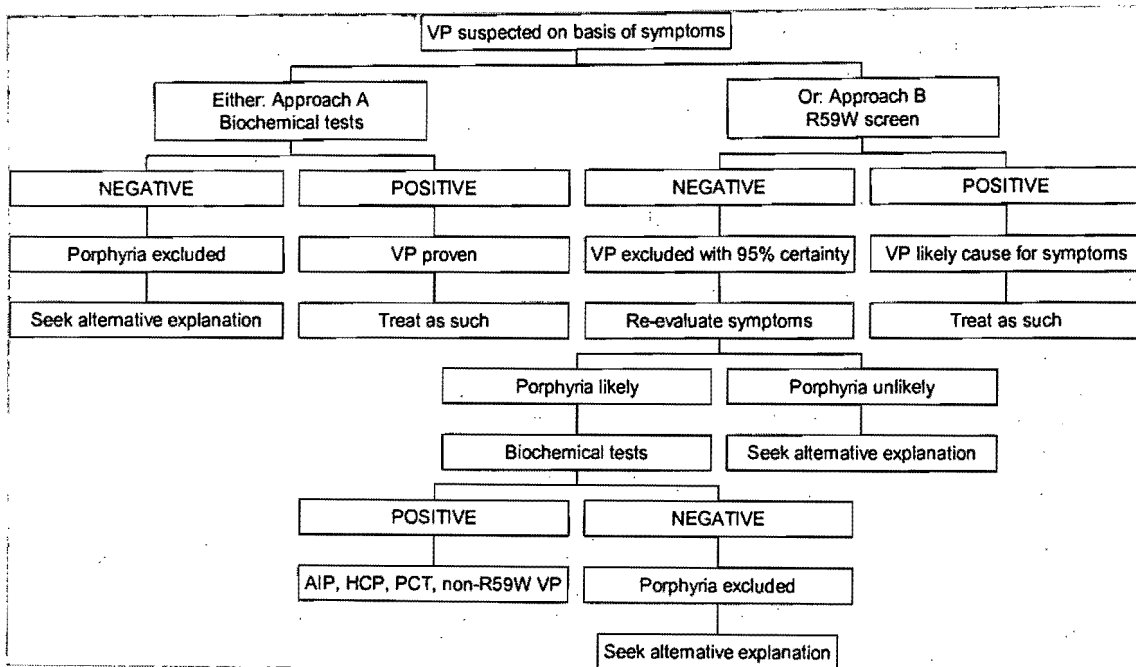 VP suspected on basis of symptoms
Either: Approach A
Biochemical tests
Or: Approach B
R59W screen
NEGATIVE
POSITIVE
NEGATIVE
POSITIVE
Porphyria excluded
VP proven
VP excluded with 95% certainty
VP likely cause for symptoms
Seek alternative explanation
Treat as such
Re-evaluate symptoms
Treat as such
Porphyria likely
Porphyria unlikely
Biochemical tests
Seek alternative explanation
POSITIVE
NEGATIVE
AIP, HCP, PCT, non-R59W VP
Porphyria excluded
Seek alternative explanation